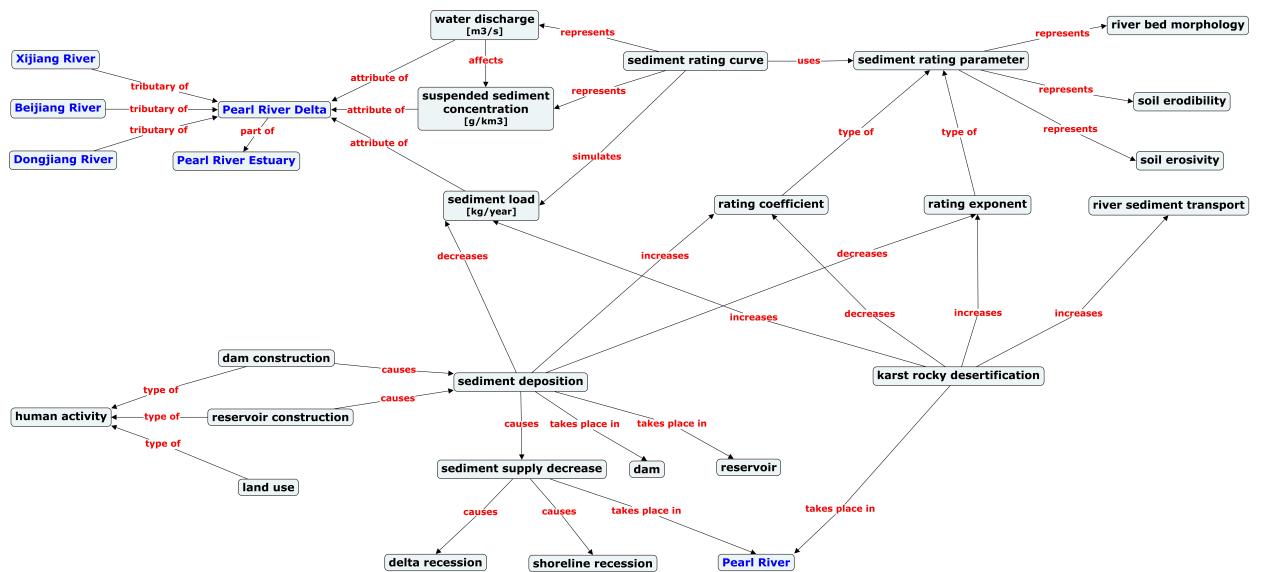 water discharge
[m3/s]
river bed morphology
represents
represents
Xijiang River
affects
sediment rating curve
uses
sediment rating parameter
attribute of
tributary of
represents
represents
suspended sediment
concentration
[g/km3]
soil erodibility
Beijiang River
tributary of
Pearl River Delta
attribute of
tributary of
part of
type of
type of
represents
attribute of
Dongjiang River
Pearl River Estuary
simulates
soil erosivity
sediment load
[kg/year]
rating coefficient
rating exponent
river sediment transport
decreases
increases
decreases
increases
decreases
increases
increases
dam construction
causes
sediment deposition
karst rocky desertification
type of
causes
human activity
type of
reservoir construction
causes
takes place in
takes place in
type of
sediment supply decrease
dam
reservoir
land use
causes
causes
takes place in
takes place in
delta recession
shoreline recession
Pearl River